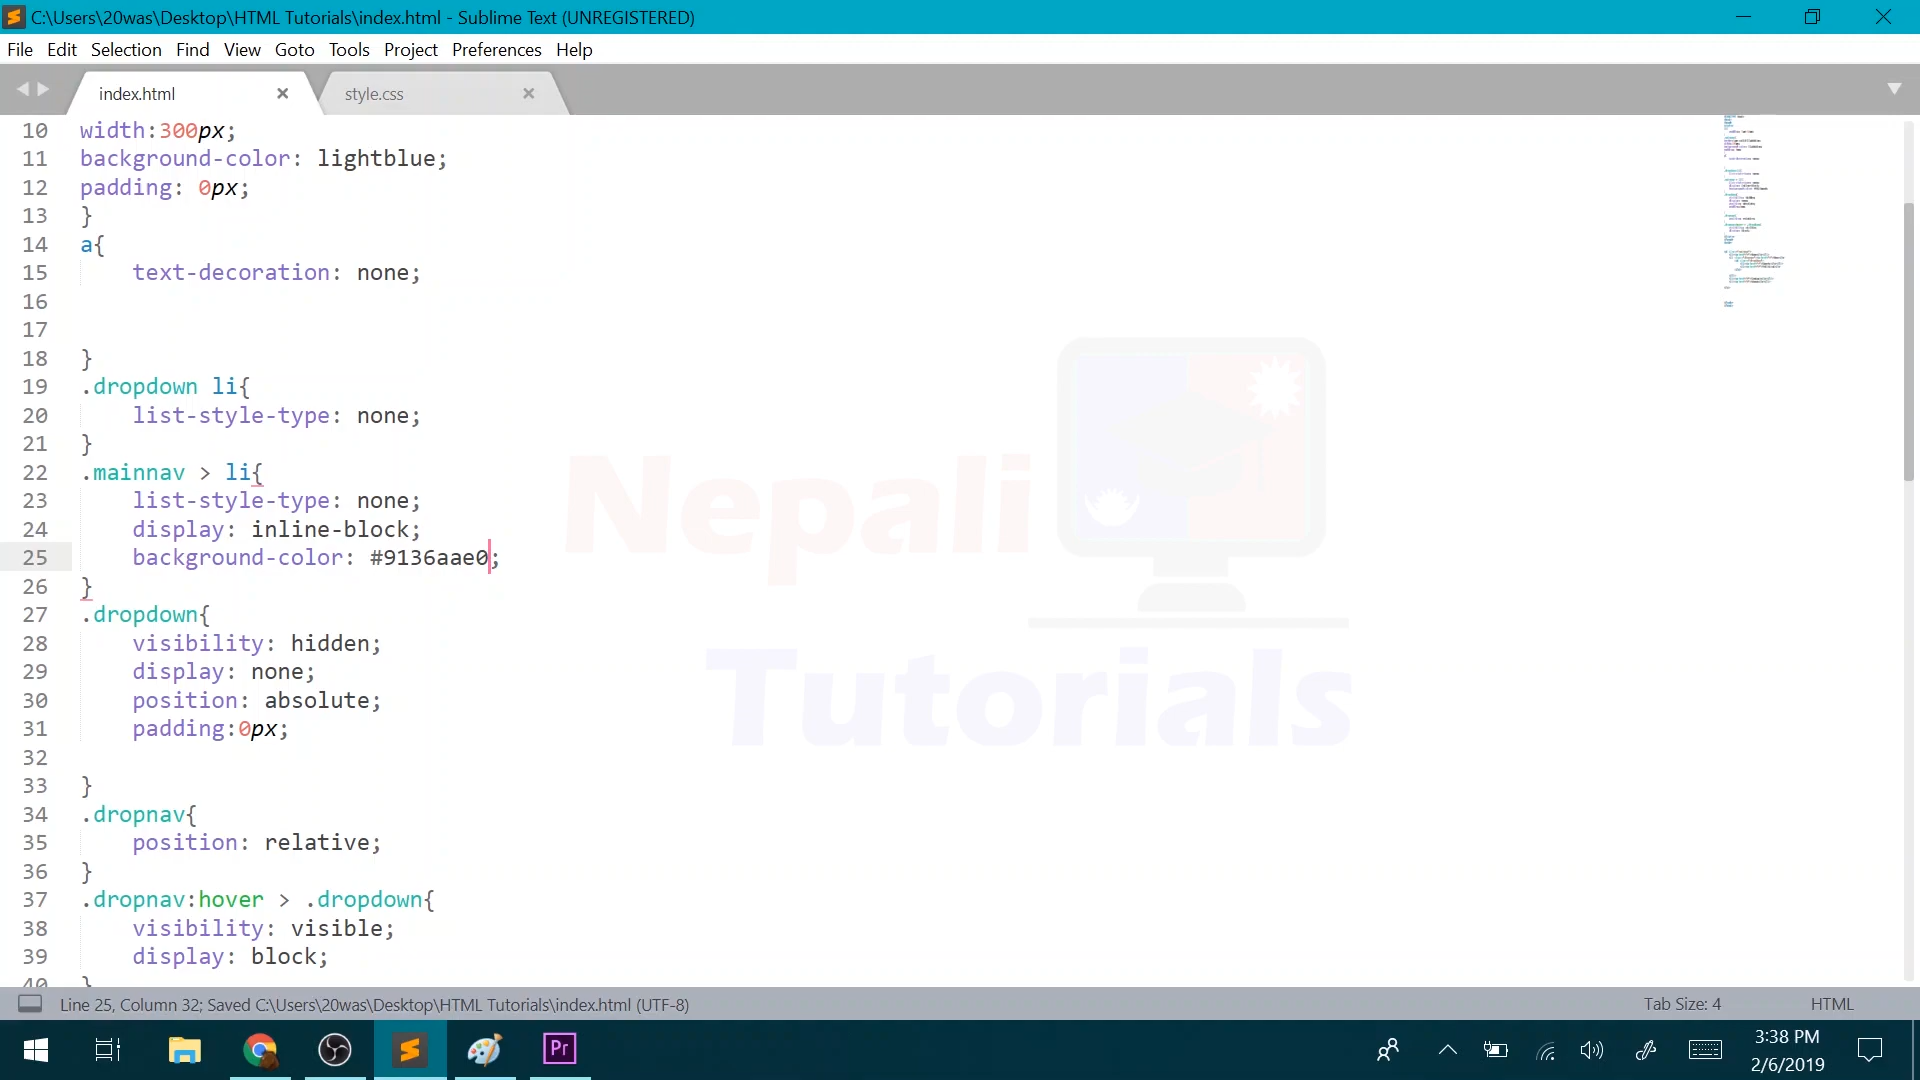 C:\Users\20was\Desktop\HTML Tutorials\index.html - Sublime Text (UNREGISTERED)
File Edit Selection Find View Goto Tools Project Preferences Help
index.html style.css
10 width:300px;
11 background-color: lightblue;
12 padding: 0px;
13 }
14 a{
15 text-decoration: none;
16
17
18 }
19 .dropdown li{
20 list-style-type: none;
21 }
22 .mainnav > li{
23 list-style-type: none;
24 display: inline-block;
25 background-color: #9136aae0;
26 }
27 .dropdown{
28 visibility: hidden;
29 display: none;
30 position: absolute;
31 padding:0px;
32
33 }
34 .dropnav{
35 position: relative;
36 }
37 .dropnav:hover > .dropdown{
38 visibility: visible;
39 display: block;
40 }
Nepali
Tutorials
Line 25, Column 32; Saved C:\Users\20was\Desktop\HTML Tutorials\index.html (UTF-8) Tab Size: 4 HTML
Pr
3:38 PM
2/6/2019